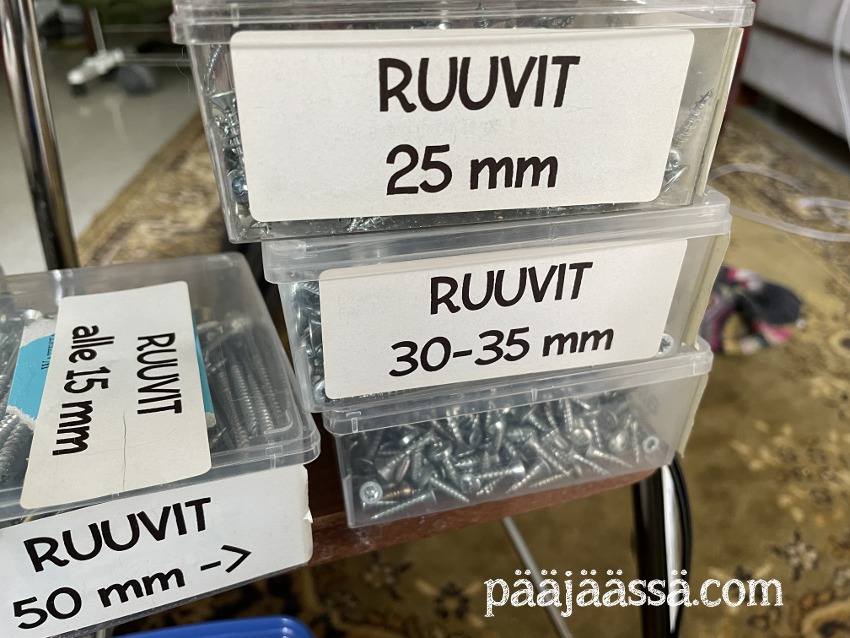 RUUVIT
25 mm
RUUVIT
30-35 mm
RUUVIT
alle 15 mm
RUUVIT
50 mm ->
pääjäässä.com